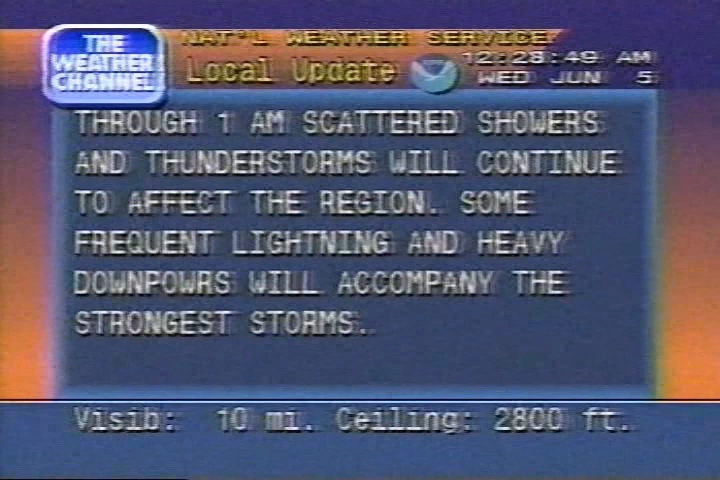 THE
WEATHER
CHANNEL
NAT'L WEATHER SERVICE
Local Update
12:28:49 AM
WED JUN 5
THROUGH 1 AM SCATTERED SHOWERS
AND THUNDERSTORMS WILL CONTINUE
TO AFFECT THE REGION. SOME
FREQUENT LIGHTNING AND HEAVY
DOWNPOWRS WILL ACCOMPANY THE
STRONGEST STORMS.
Visib: 10 mi. Ceiling: 2800 ft.